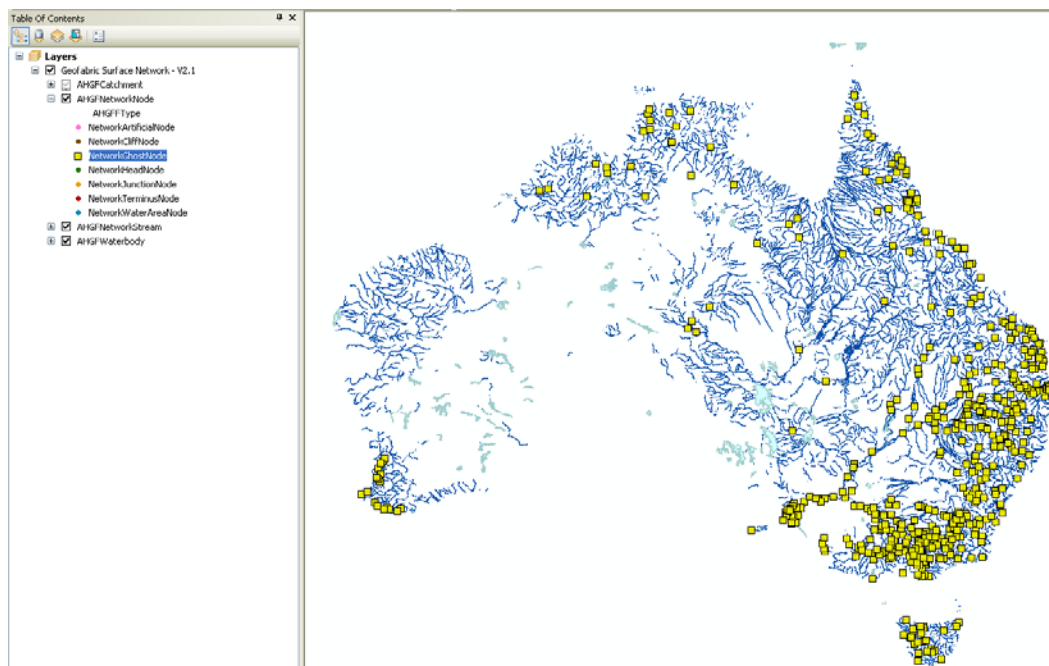 Table Of Contents
Layers
Geofabric Surface Network - V2.1
AHGFCatchment
AHGFNetworkNode
AHGFFType
NetworkArtificialNode
NetworkCliffNode
NetworkGhostNode
NetworkHeadNode
NetworkJunctionNode
NetworkTerminusNode
NetworkWaterAreaNode
AHGFNetworkStream
AHGFWaterbody